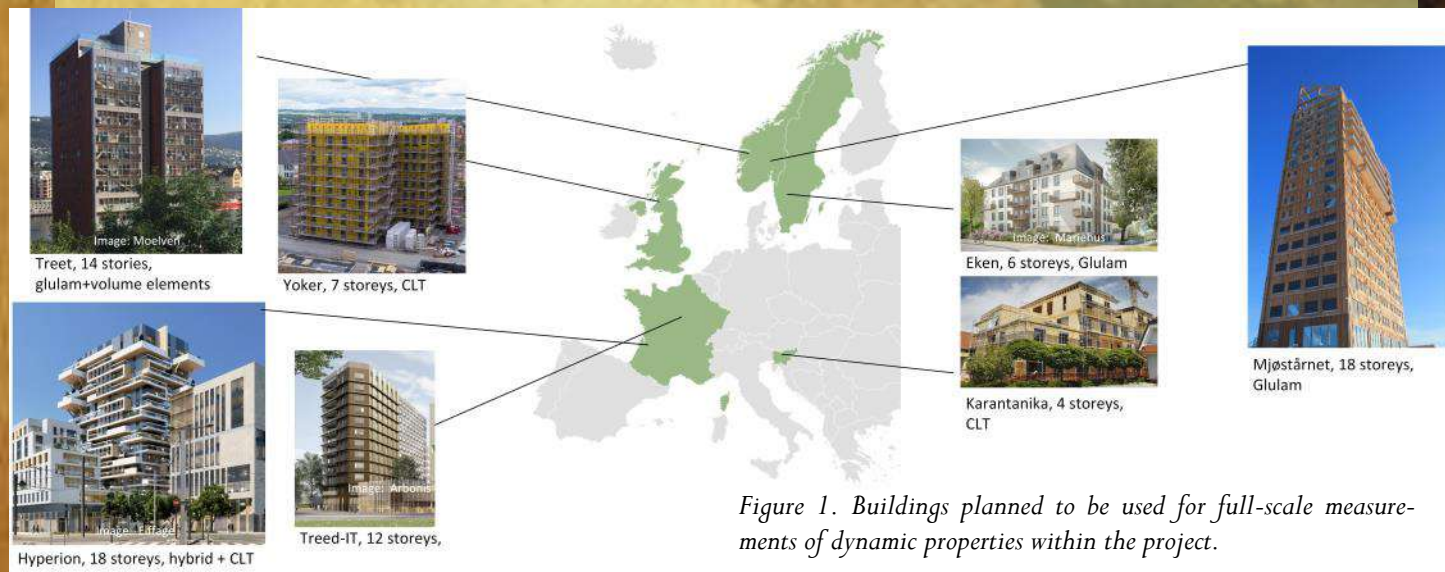 Image: Moelven
Treet, 14 stories,
glulam+volume elements
Yoker, 7 storeys, CLT
Image: Mariehus
Eken, 6 storeys, Glulam
Karantanika, 4 storeys,
CLT
Mjøstårnet, 18 storeys,
Glulam
Image: Eiffage
Hyperion, 18 storeys, hybrid + CLT
Image: Arbonis
Treed-IT, 12 storeys,
Figure 1. Buildings planned to be used for full-scale measure-
ments of dynamic properties within the project.